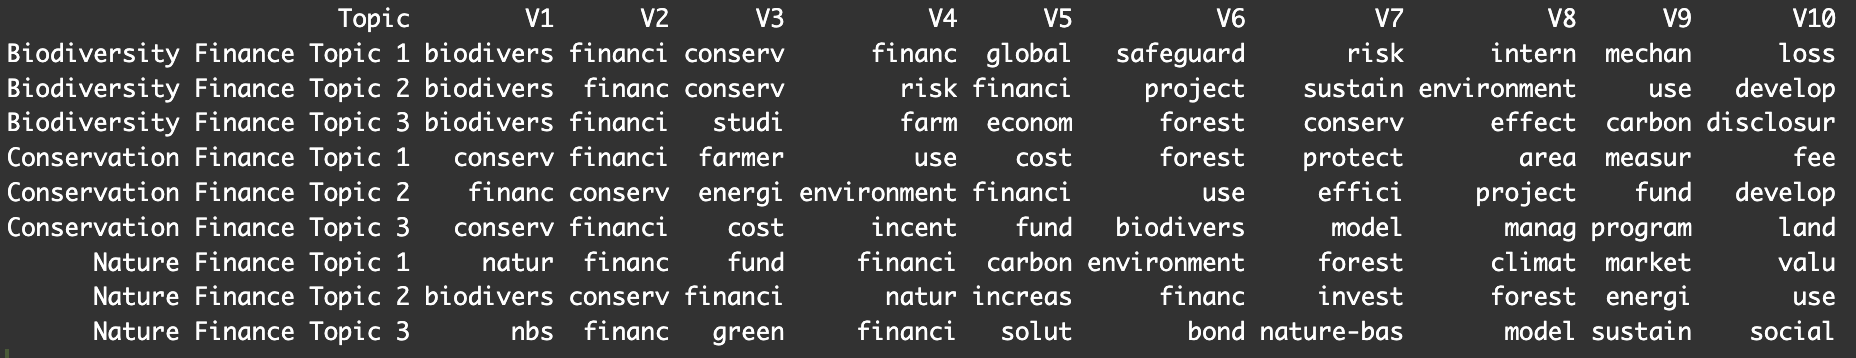 Topic V1 V2 V3 V4 V5 V6 V7 V8 V9 V10
Biodiversity Finance Topic 1 biodivers financi conserv financ global safeguard risk intern mechan loss
Biodiversity Finance Topic 2 biodivers financ conserv risk financi project sustain environment use develop
Biodiversity Finance Topic 3 biodivers financi studi farm econom forest conserv effect carbon disclosur
Conservation Finance Topic 1 conserv financi farmer use cost forest protect area measur fee
Conservation Finance Topic 2 financ conserv energi environment financi use effici project fund develop
Conservation Finance Topic 3 conserv financi cost incent fund biodivers model manag program land
Nature Finance Topic 1 natur financ fund financi carbon environment forest climat market valu
Nature Finance Topic 2 biodivers conserv financi natur increas financ invest forest energi use
Nature Finance Topic 3 nbs financ green financi solut bond nature-bas model sustain social